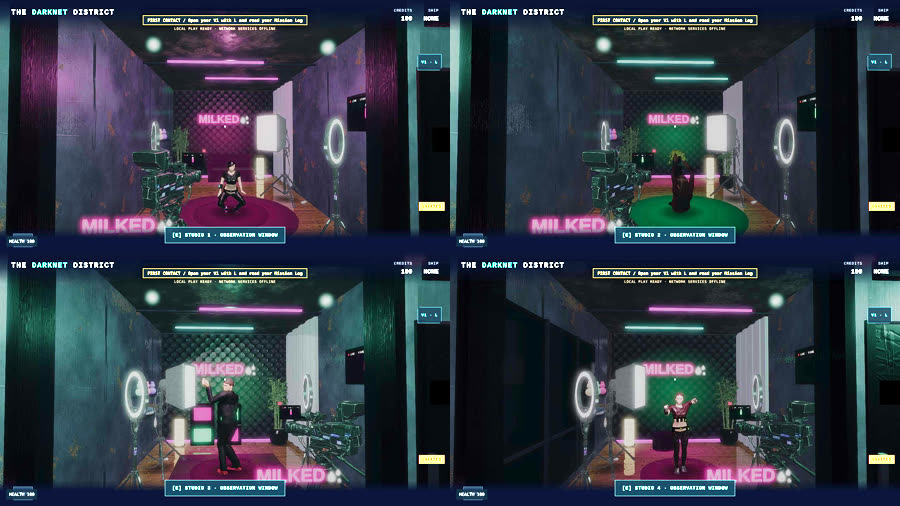 THE DARKNET DISTRICT
FIRST CONTACT / Open your V1 with L and read your Mission Log
LOCAL PLAY READY · NETWORK SERVICES OFFLINE
CREDITS
100
SHIP
NONE
V1 · L
MILKED
MILKED
HEALTH 100
[E] STUDIO 1 · OBSERVATION WINDOW
THE DARKNET DISTRICT
FIRST CONTACT / Open your V1 with L and read your Mission Log
LOCAL PLAY READY · NETWORK SERVICES OFFLINE
CREDITS
100
SHIP
NONE
V1 · L
MILKED
MILKED
HEALTH 100
[E] STUDIO 2 · OBSERVATION WINDOW
THE DARKNET DISTRICT
FIRST CONTACT / Open your V1 with L and read your Mission Log
LOCAL PLAY READY · NETWORK SERVICES OFFLINE
CREDITS
100
SHIP
NONE
V1 · L
MILKED
MILKED
HEALTH 100
[E] STUDIO 3 · OBSERVATION WINDOW
THE DARKNET DISTRICT
FIRST CONTACT / Open your V1 with L and read your Mission Log
LOCAL PLAY READY · NETWORK SERVICES OFFLINE
CREDITS
100
SHIP
NONE
V1 · L
MILKED
MILKED
HEALTH 100
[E] STUDIO 4 · OBSERVATION WINDOW